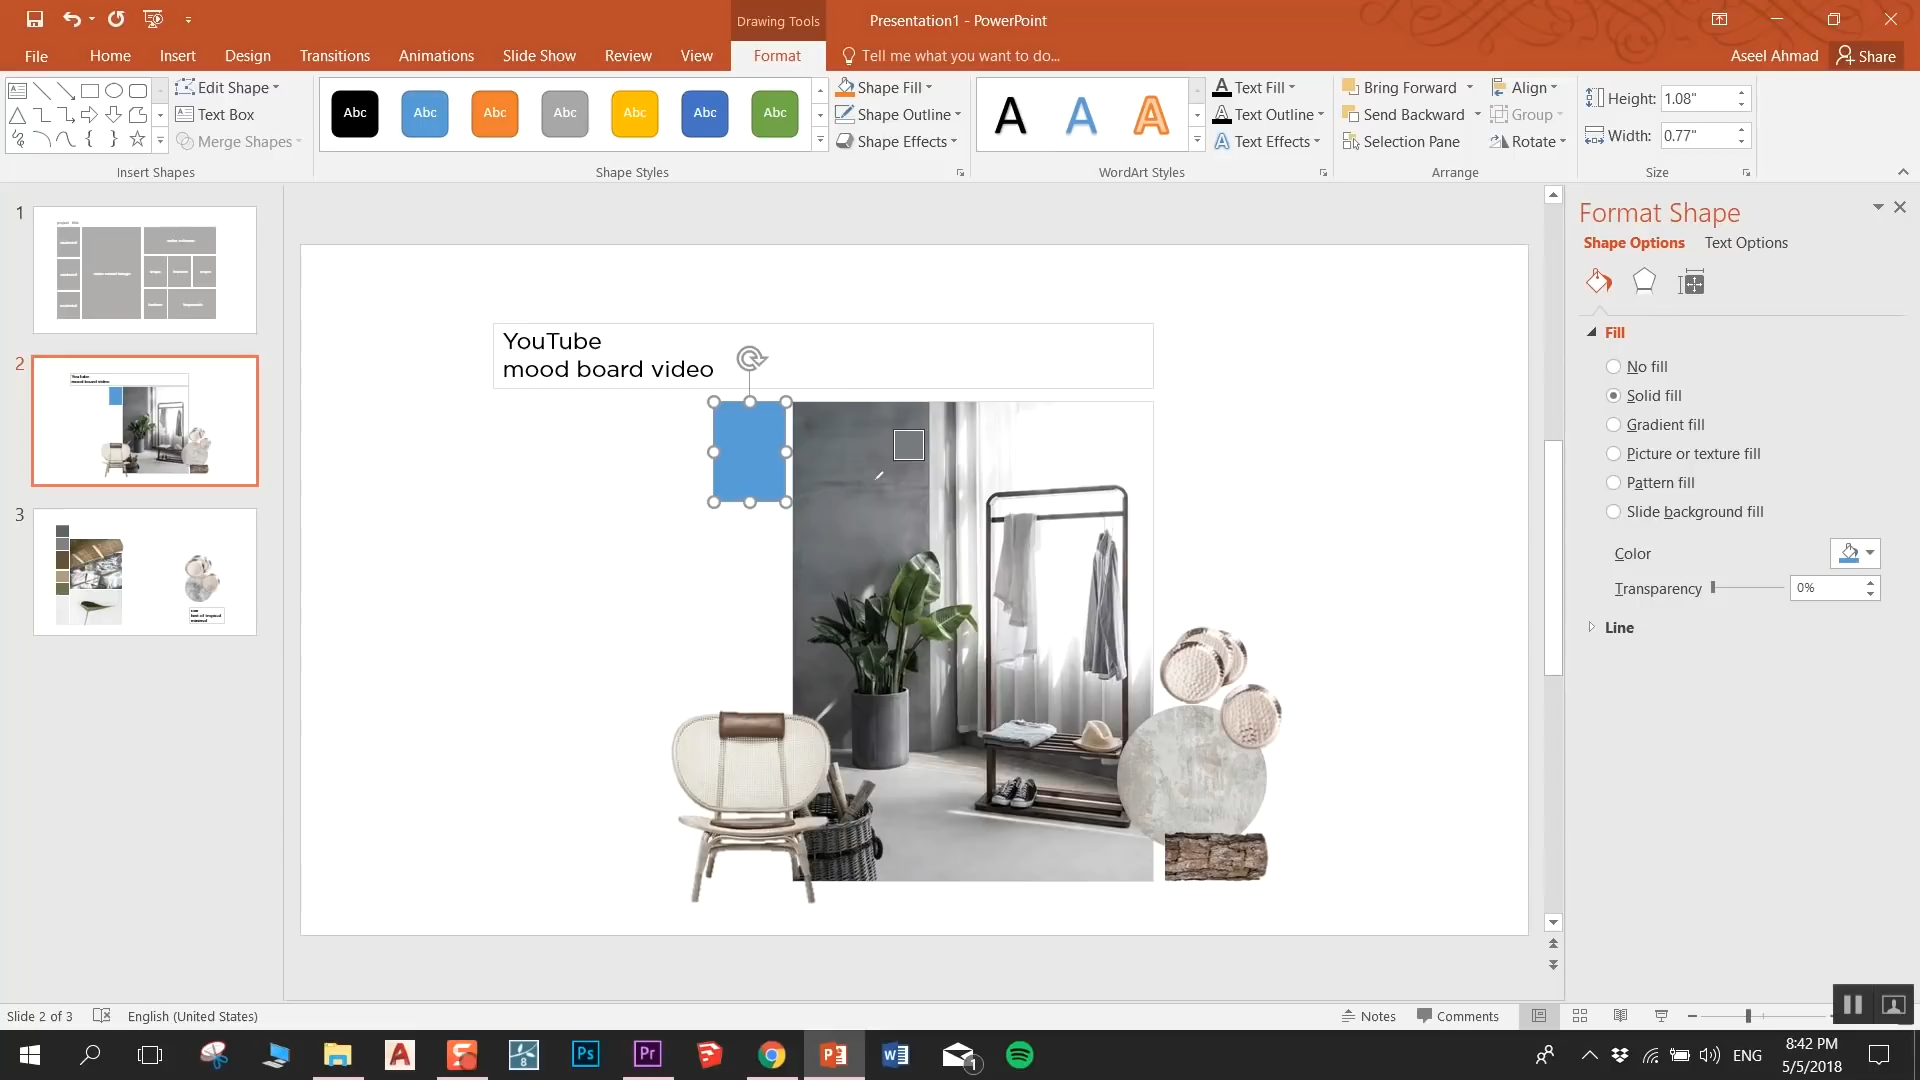 Drawing Tools
Presentation1 - PowerPoint
File
Home
Insert
Design
Transitions
Animations
Slide Show
Review
View
Format
Tell me what you want to do...
Aseel Ahmad
Share
Edit Shape
Text Box
Merge Shapes
Insert Shapes
Abc
Abc
Abc
Abc
Abc
Abc
Abc
Shape Fill
Shape Outline
Shape Effects
Shape Styles
A
A
A
Text Fill
Text Outline
Text Effects
WordArt Styles
Bring Forward
Send Backward
Selection Pane
Align
Group
Rotate
Arrange
Height: 1.08"
Width: 0.77"
Size
1
2
3
YouTube
mood board video
Format Shape
Shape Options
Text Options
Fill
No fill
Solid fill
Gradient fill
Picture or texture fill
Pattern fill
Slide background fill
Color
Transparency
0%
Line
Slide 2 of 3
English (United States)
Notes
Comments
A
8
Ps
Pr
1
ENG
8:42 PM
5/5/2018